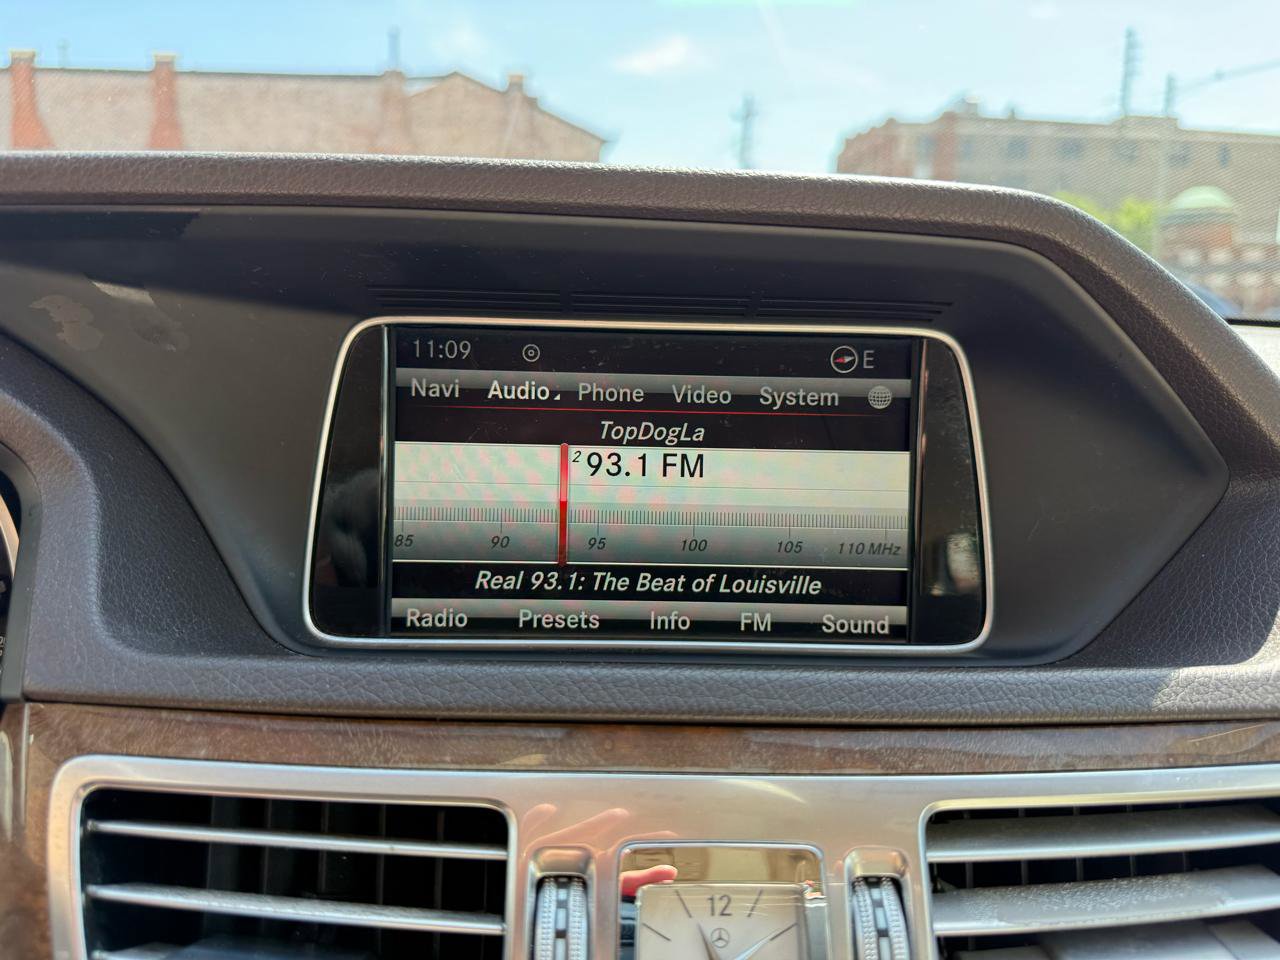 11:09 E
Navi Audio Phone Video System
TopDogLa
2 93.1 FM
85 90 95 100 105 110 MHz
Real 93.1: The Beat of Louisville
Radio Presets Info FM Sound
12